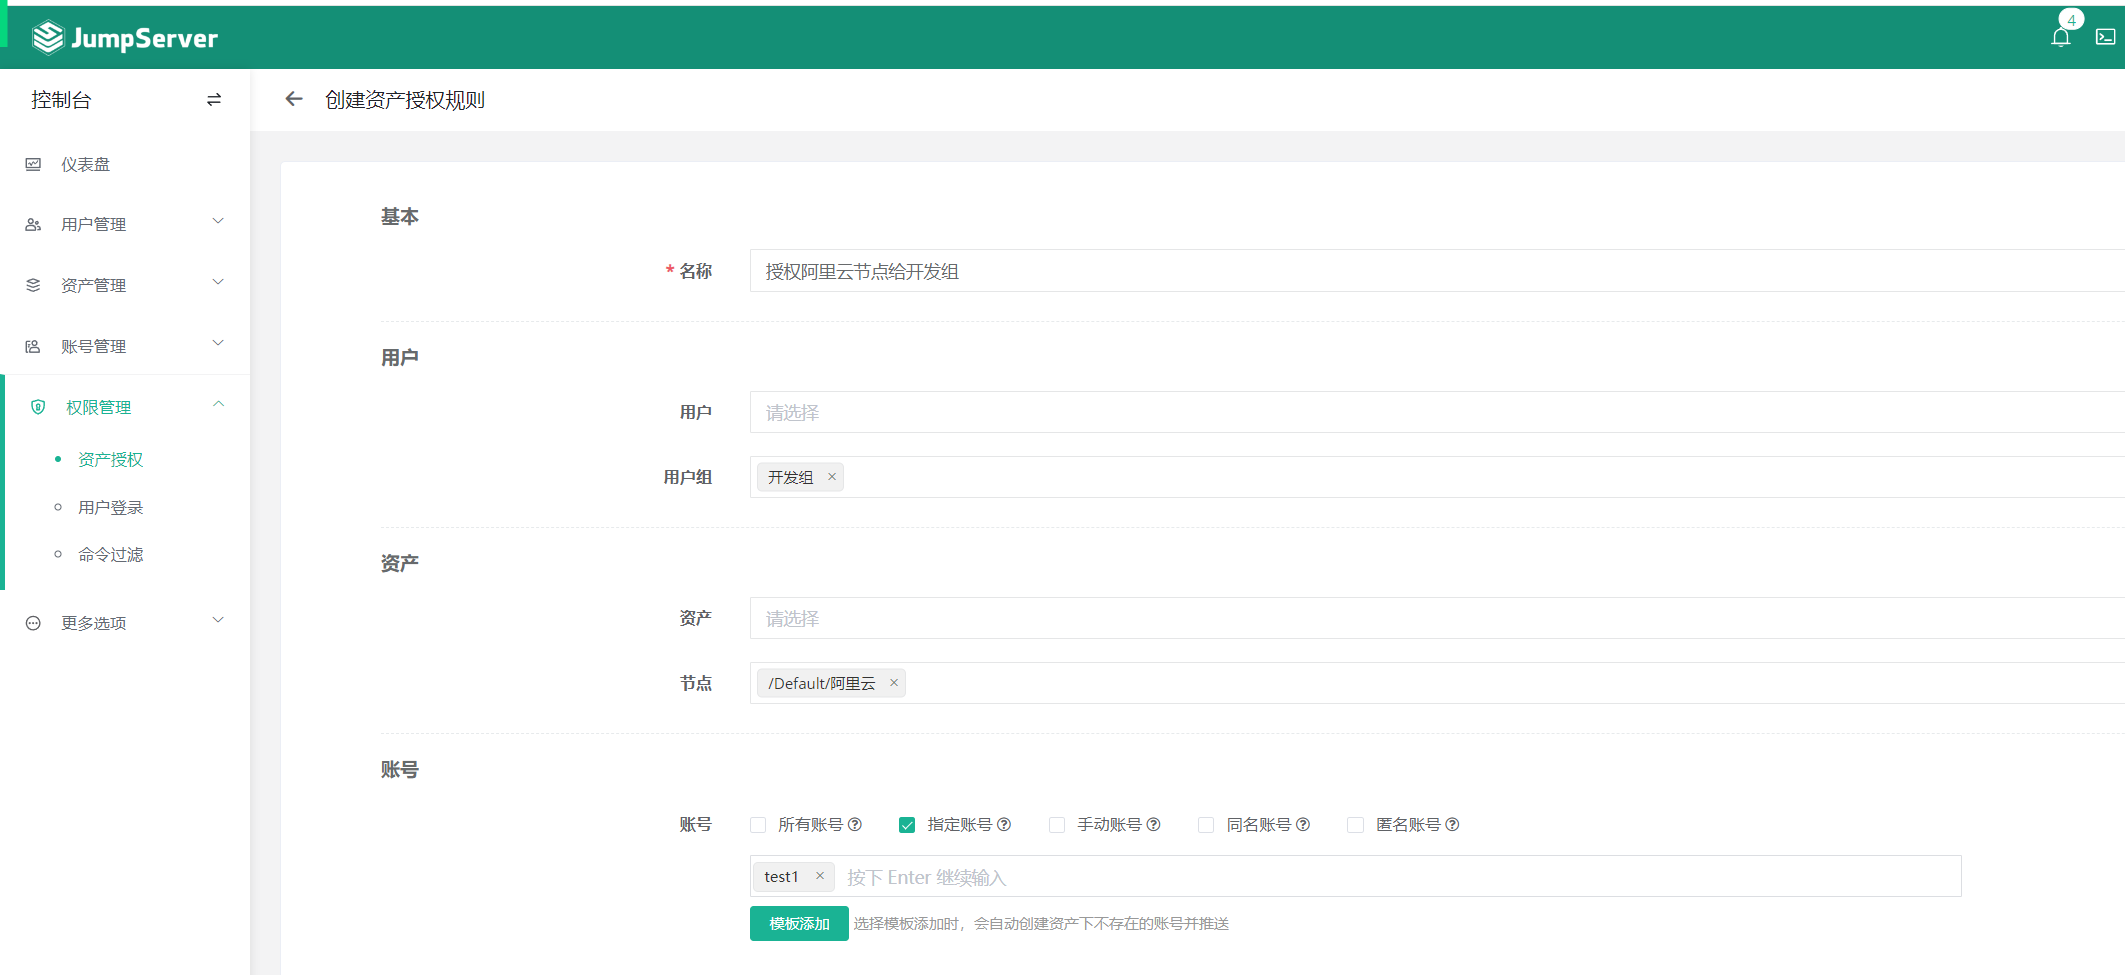 JumpServer
4
控制台
创建资产授权规则
仪表盘
用户管理
资产管理
账号管理
权限管理
资产授权
用户登录
命令过滤
更多选项
基本
* 名称
授权阿里云节点给开发组
用户
用户
请选择
用户组
开发组 ×
资产
资产
请选择
节点
/Default/阿里云 ×
账号
账号
所有账号 指定账号 手动账号 同名账号 匿名账号
test1 × 按下 Enter 继续输入
模板添加 选择模板添加时，会自动创建资产下不存在的账号并推送